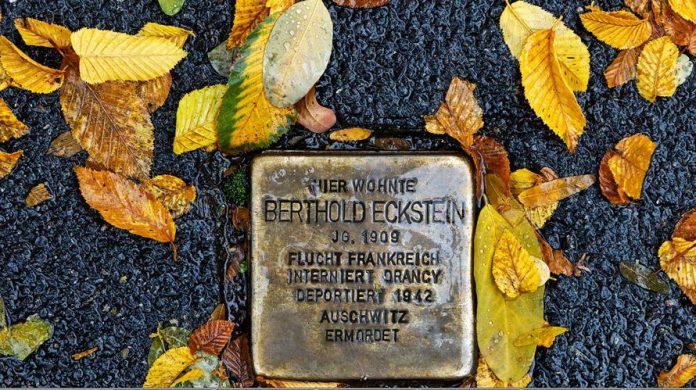 HIER WOHNTE
BERTHOLD ECKSTEIN
JG. 1909
FLUCHT FRANKREICH
INTERNIERT DRANCY
DEPORTIERT 1942
AUSCHWITZ
ERMORDET